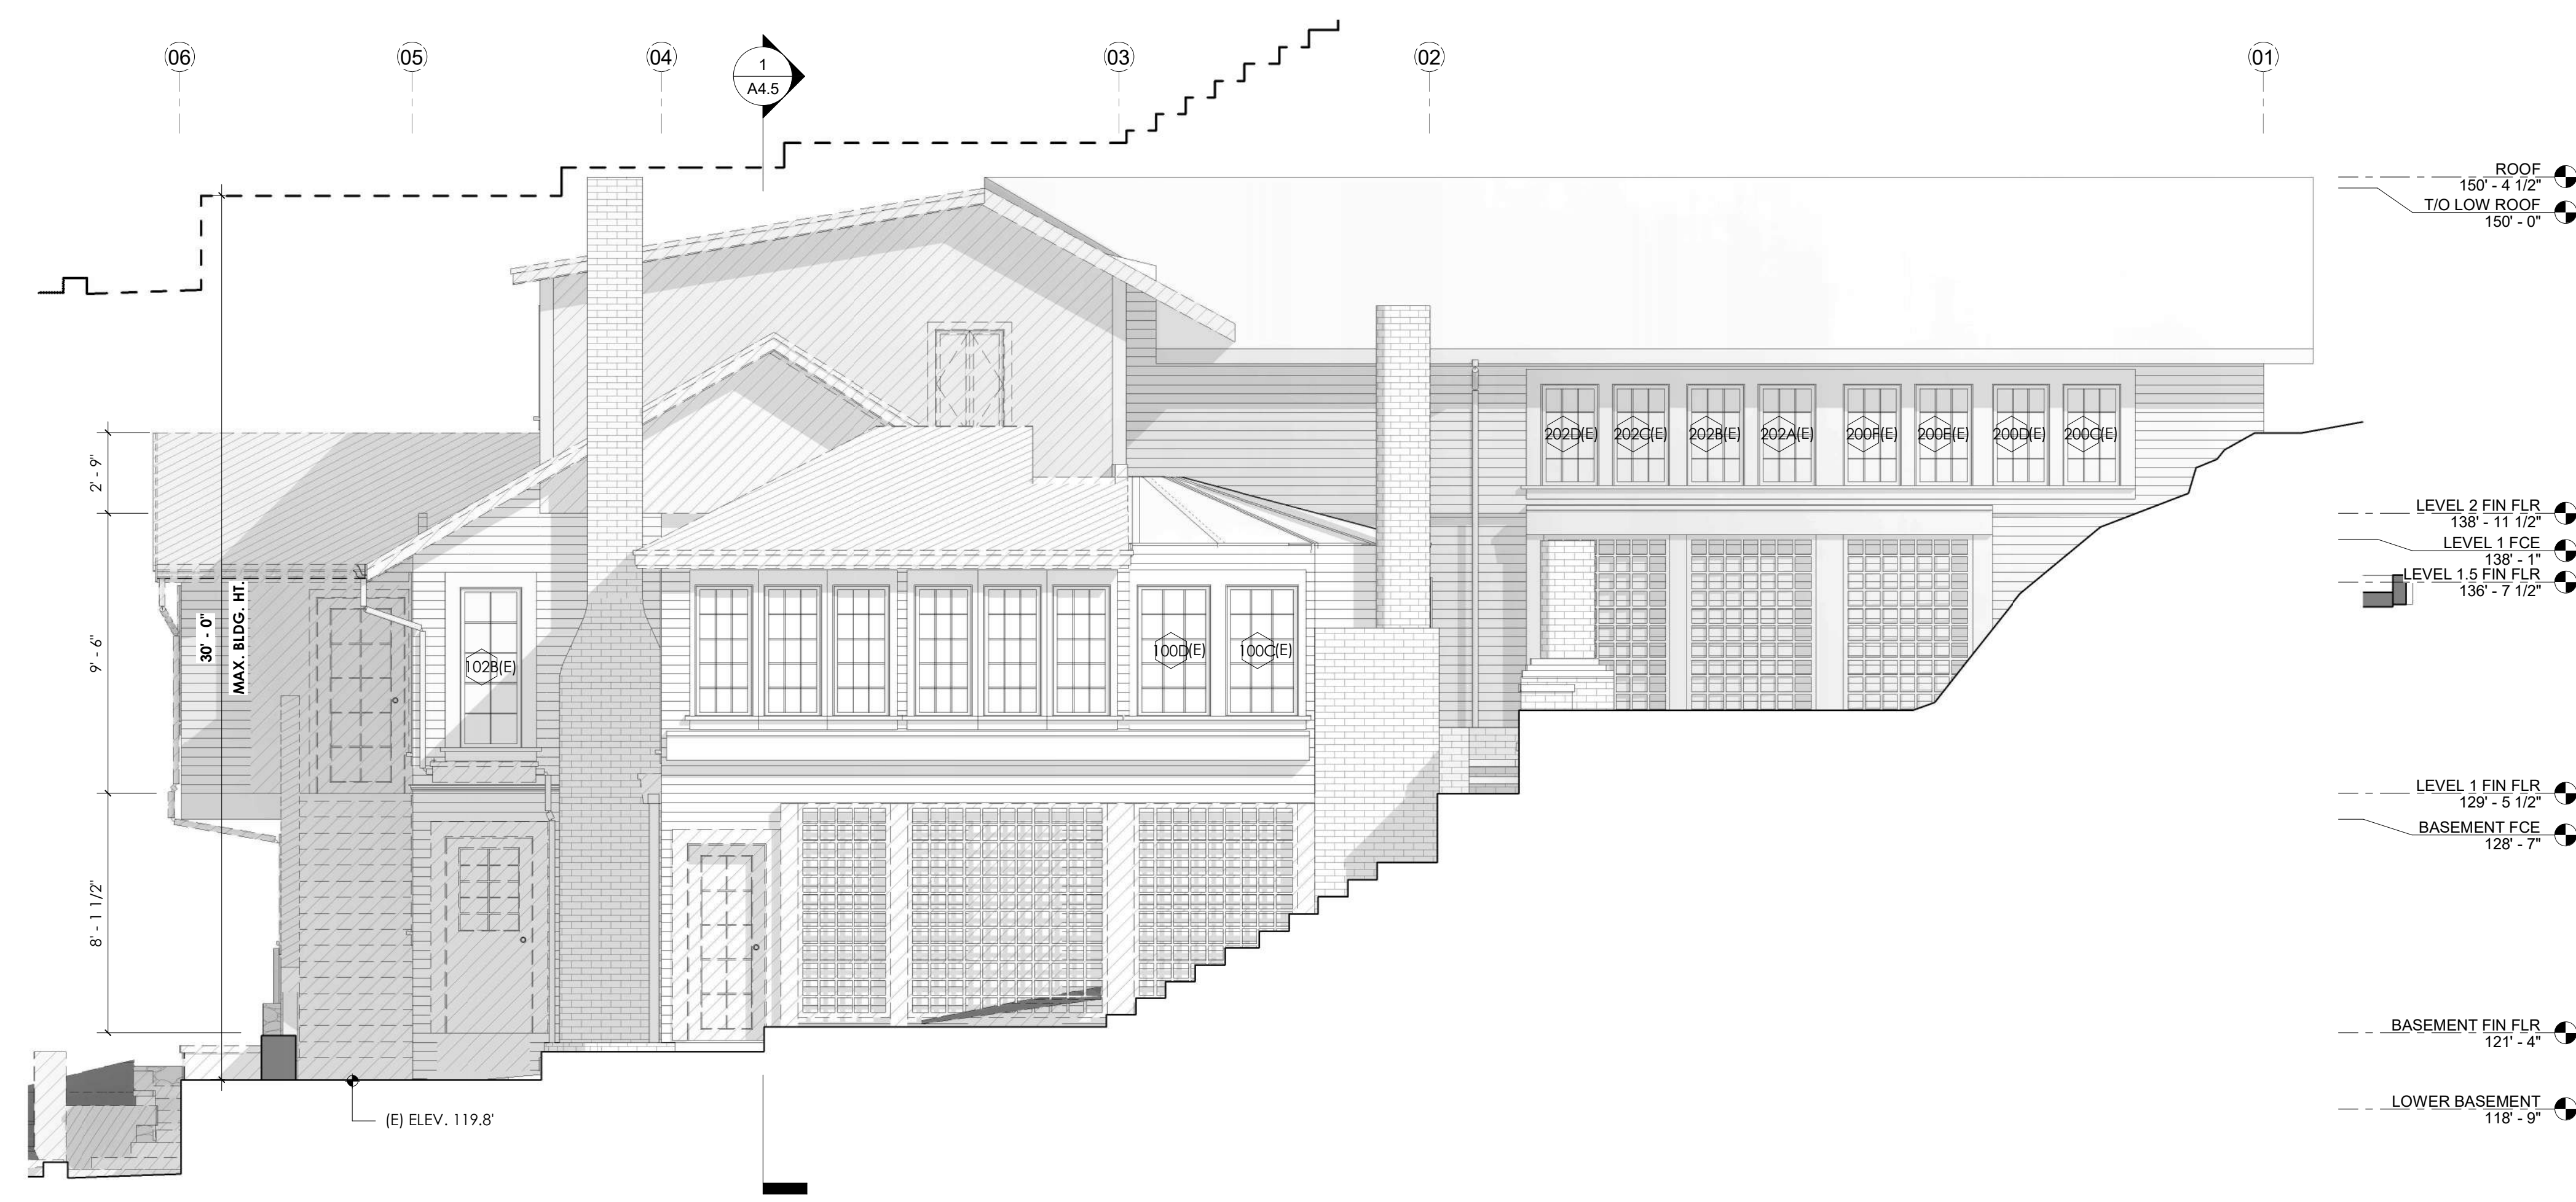 06
05
04
1
A4.5
03
02
01
ROOF
150' - 4 1/2"
T/O LOW ROOF
150' - 0"
202D(E)
202C(E)
202B(E)
202A(E)
200F(E)
200E(E)
200D(E)
200C(E)
2' - 9"
LEVEL 2 FIN FLR
138' - 11 1/2"
LEVEL 1 FCE
138' - 1"
LEVEL 1.5 FIN FLR
136' - 7 1/2"
9' - 6"
30' - 0"
MAX. BLDG. HT.
102B(E)
100D(E)
100C(E)
LEVEL 1 FIN FLR
129' - 5 1/2"
BASEMENT FCE
128' - 7"
8' - 1 1/2"
BASEMENT FIN FLR
121' - 4"
LOWER BASEMENT
118' - 9"
(E) ELEV. 119.8'